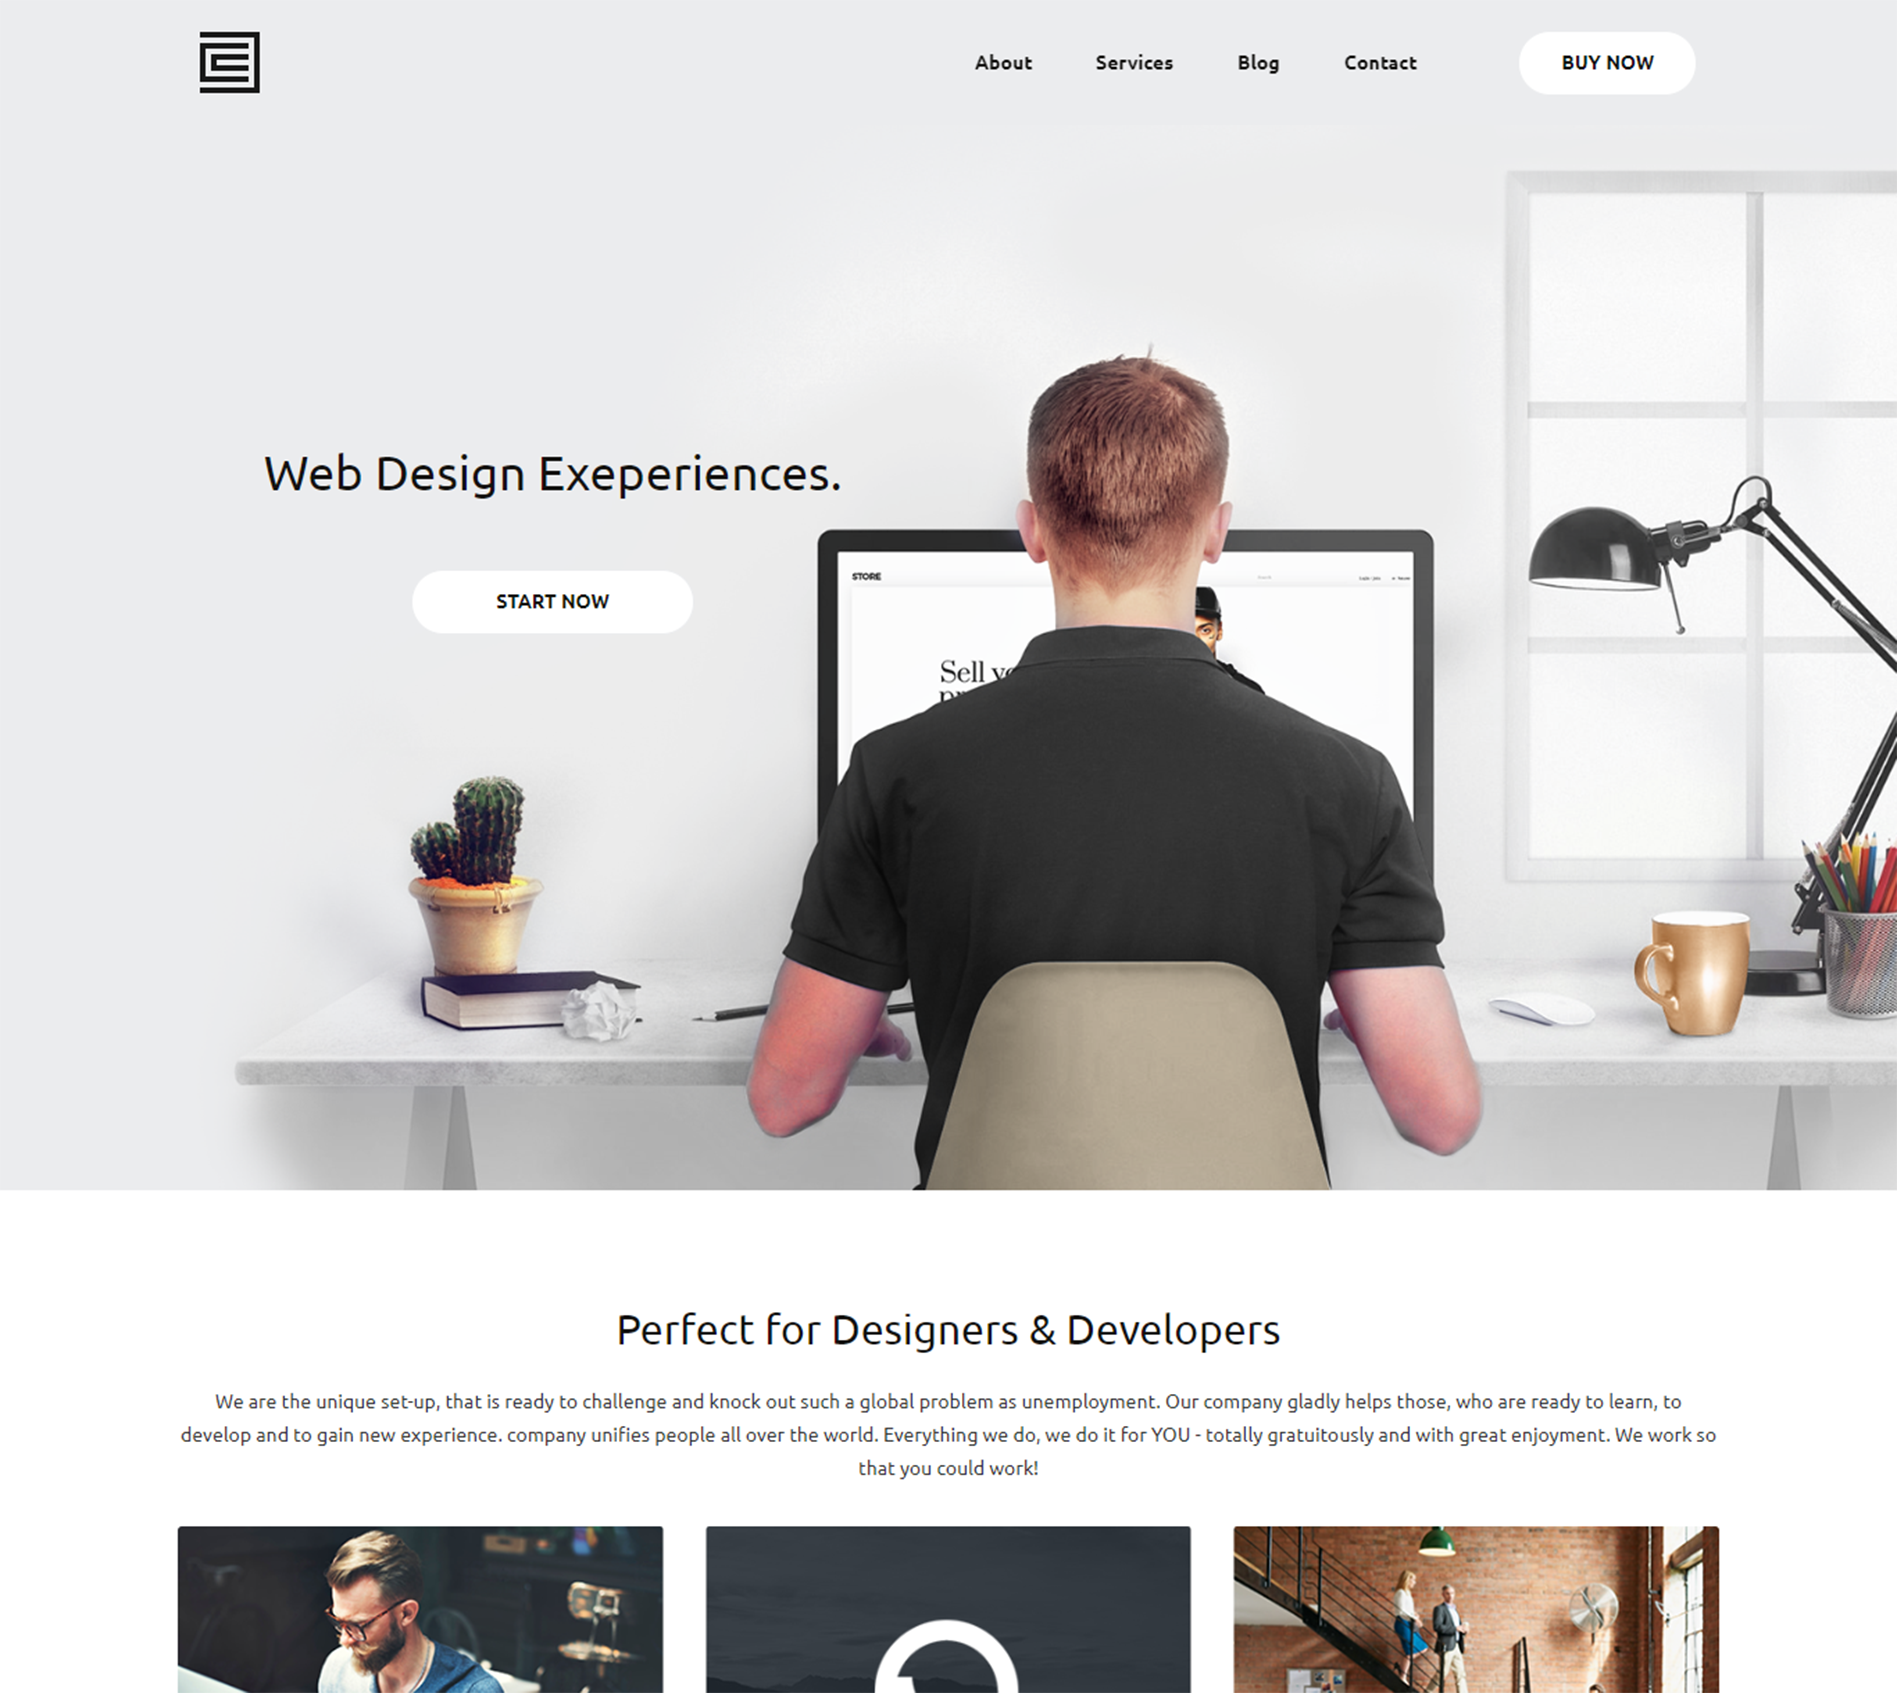 About
Services
Blog
Contact
BUY NOW
Web Design Exeperiences.
START NOW
STORE
Sell
Perfect for Designers & Developers
We are the unique set-up, that is ready to challenge and knock out such a global problem as unemployment. Our company gladly helps those, who are ready to learn, to
develop and to gain new experience. company unifies people all over the world. Everything we do, we do it for YOU - totally gratuitously and with great enjoyment. We work so
that you could work!